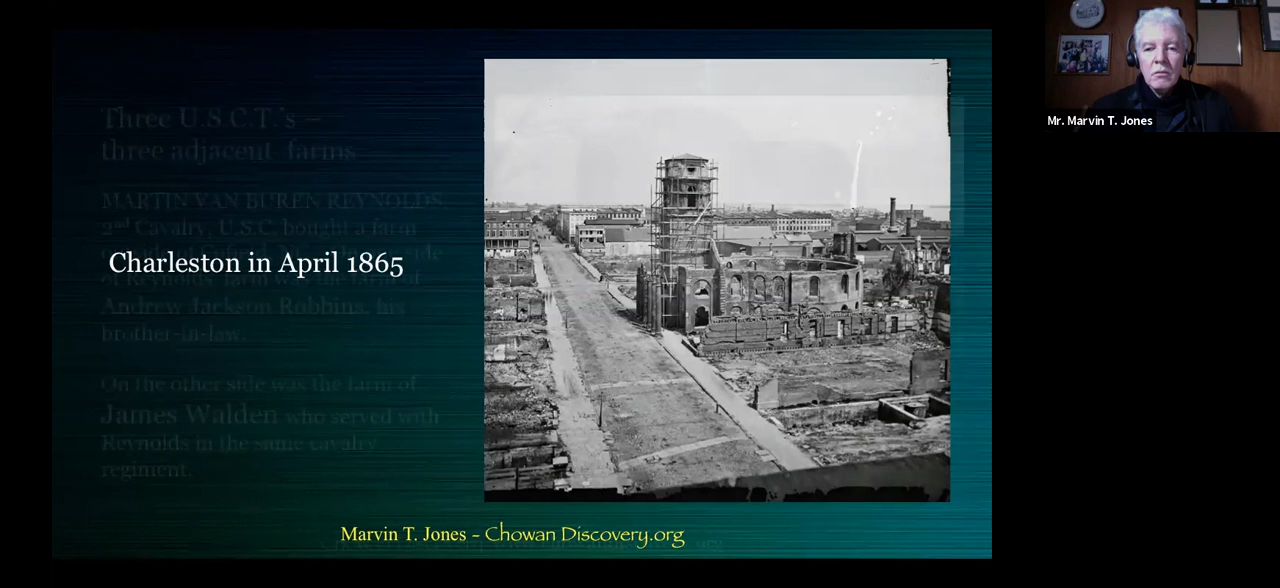 Three U.S.C.T.'s –
three adjacent farms
MARTIN VAN BUREN REYNOLDS
2nd Cavalry, U.S.C. bought a farm
side
Charleston in April 1865
of Reynolds' farm was the farm of
Andrew Jackson Robbins, his
brother-in-law.
On the other side was the farm of
James Walden who served with
Reynolds in the same cavalry
regiment.
Marvin T. Jones – Chowan Discovery.org
Mr. Marvin T. Jones